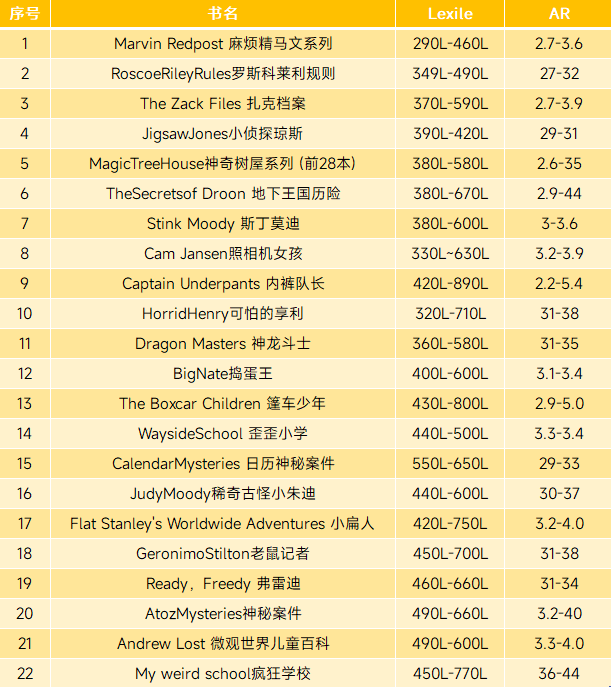 序号 书名 Lexile AR
1 Marvin Redpost 麻烦精马文系列 290L-460L 2.7-3.6
2 RoscoeRileyRules罗斯科莱利规则 349L-490L 27-32
3 The Zack Files 扎克档案 370L-590L 2.7-3.9
4 JigsawJones小侦探琼斯 390L-420L 29-31
5 MagicTreeHouse神奇树屋系列 (前28本) 380L-580L 2.6-35
6 TheSecretsof Droon 地下王国历险 380L-670L 2.9-44
7 Stink Moody 斯丁莫迪 380L-600L 3-3.6
8 Cam Jansen照相机女孩 330L~630L 3.2-3.9
9 Captain Underpants 内裤队长 420L-890L 2.2-5.4
10 HorridHenry可怕的享利 320L-710L 31-38
11 Dragon Masters 神龙斗士 360L-580L 31-35
12 BigNate捣蛋王 400L-600L 3.1-3.4
13 The Boxcar Children 篷车少年 430L-800L 2.9-5.0
14 WaysideSchool 歪歪小学 440L-500L 3.3-3.4
15 CalendarMysteries 日历神秘案件 550L-650L 29-33
16 JudyMoody稀奇古怪小朱迪 440L-600L 30-37
17 Flat Stanley's Worldwide Adventures 小扁人 420L-750L 3.2-4.0
18 GeronimoStilton老鼠记者 450L-700L 31-38
19 Ready，Freedy 弗雷迪 460L-660L 31-34
20 AtozMysteries神秘案件 490L-660L 3.2-40
21 Andrew Lost 微观世界儿童百科 490L-600L 3.3-4.0
22 My weird school疯狂学校 450L-770L 36-44